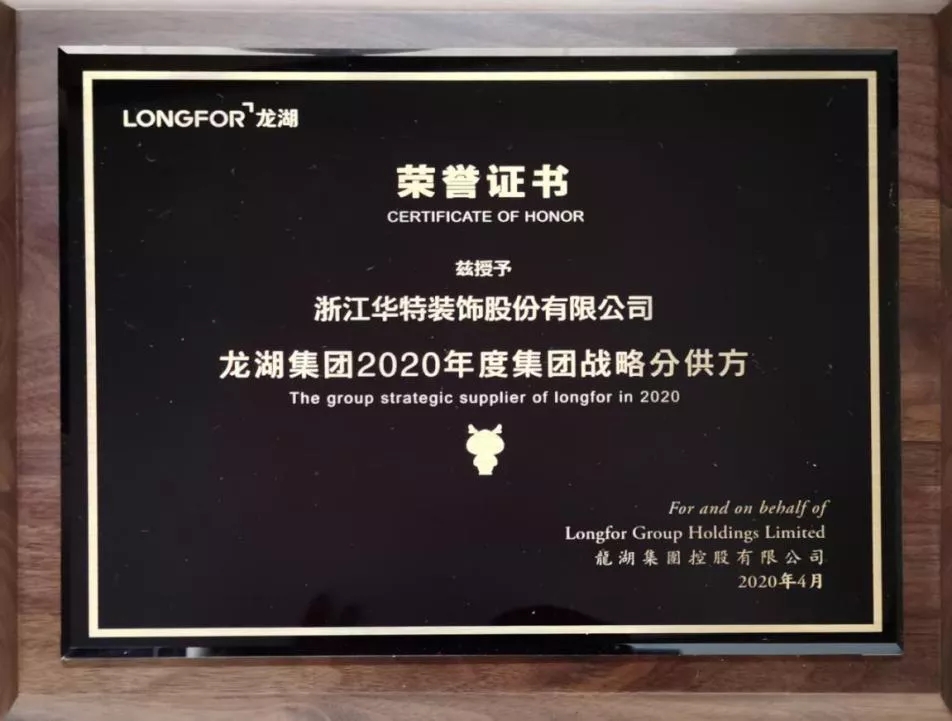 LONGFOR龙湖
荣誉证书
CERTIFICATE OF HONOR
兹授予
浙江华特装饰股份有限公司
龙湖集团2020年度集团战略分供方
The group strategic supplier of longfor in 2020
For and on behalf of
Longfor Group Holdings Limited
龍湖集團控股有限公司
2020年4月